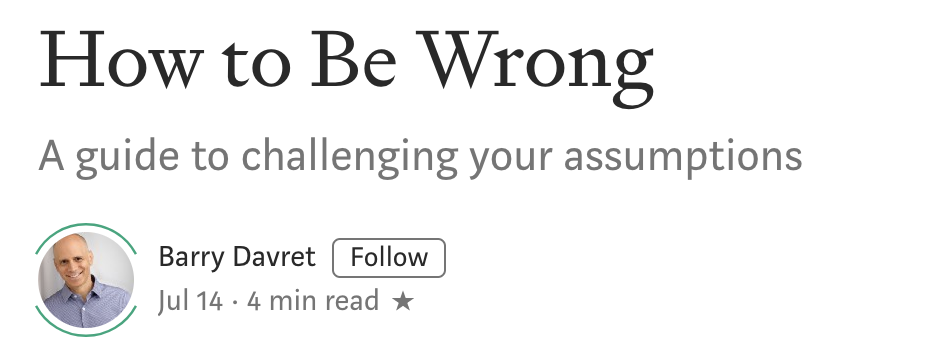 How to Be Wrong
A guide to challenging your assumptions
Barry Davret Follow
Jul 14 · 4 min read ★